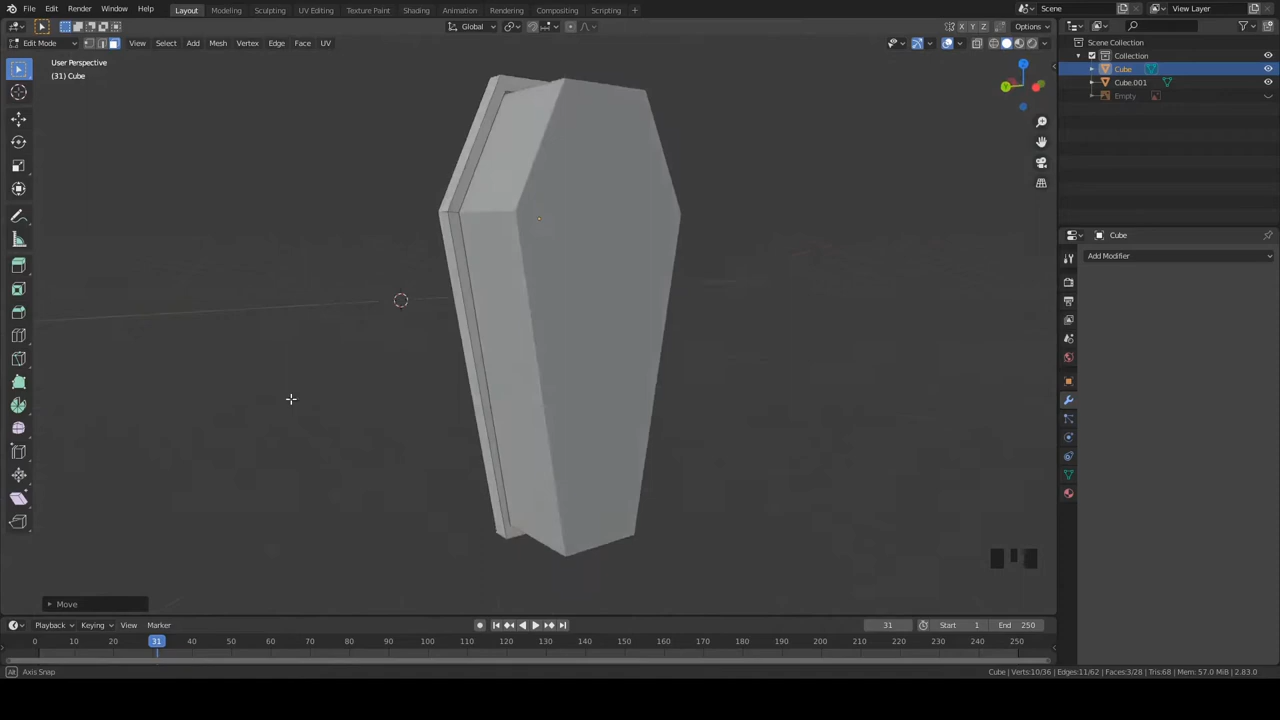 File Edit Render Window Help Layout Modeling Sculpting UV Editing Texture Paint Shading Animation Rendering Compositing Scripting + Scene View Layer
Global X Y Z Options
Edit Mode View Select Add Mesh Vertex Edge Face UV
User Perspective
(31) Cube
Scene Collection
Collection
Cube
Cube.001
Empty
Cube
Add Modifier
Z
Y
Move
Playback Keying View Marker 31 Start 1 End 250
0 10 20 31 40 50 60 70 80 90 100 110 120 130 140 150 160 170 180 190 200 210 220 230 240 250
Alt Axis Snap Cube | Verts:10/36 | Edges:11/62 | Faces:3/28 | Tris:68 | Mem: 57.0 MiB | 2.83.0